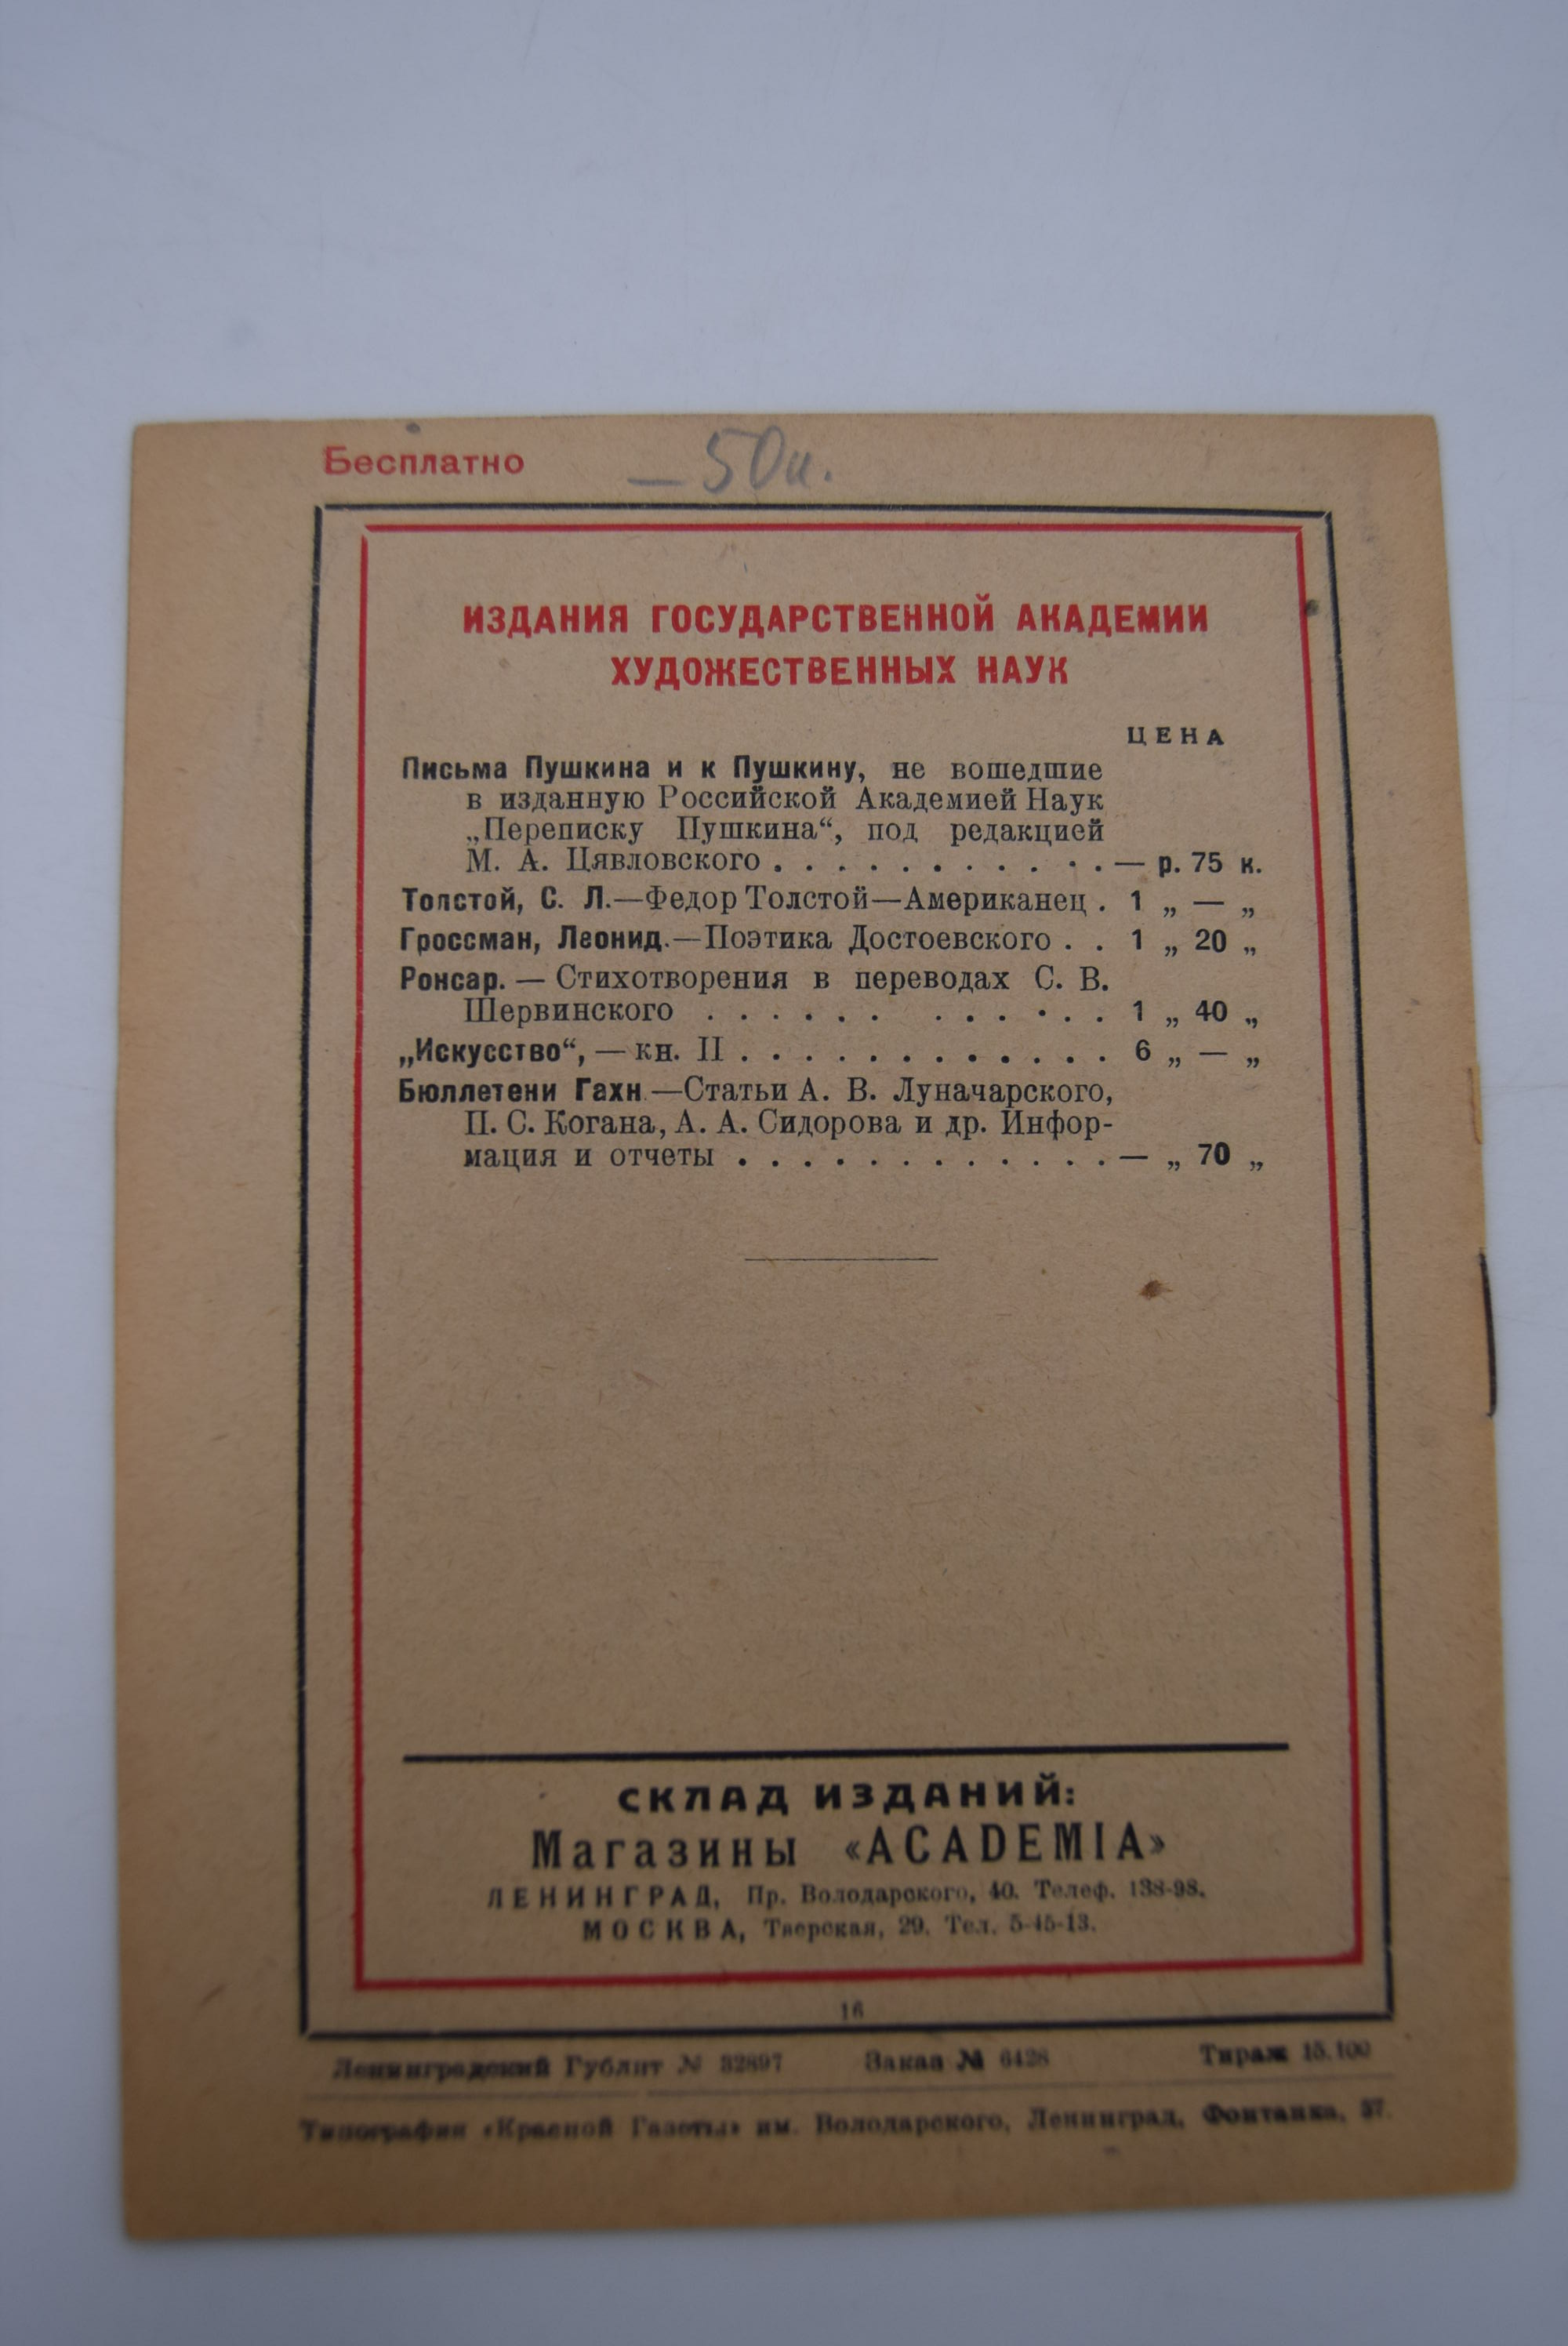 Бесплатно
— 50к.
ИЗДАНИЯ ГОСУДАРСТВЕННОЙ АКАДЕМИИ
ХУДОЖЕСТВЕННЫХ НАУК
ЦЕНА
Письма Пушкина и к Пушкину, не вошедшие
в изданную Российской Академией Наук
„Переписку Пушкина“, под редакцией
М. А. Цявловского . . . . . . . . . . . — р. 75 к.
Толстой, С. Л.—Федор Толстой—Американец . 1 „ — „
Гроссман, Леонид.—Поэтика Достоевского . . 1 „ 20 „
Ронсар. — Стихотворения в переводах С. В.
Шервинского . . . . . . . . . . . . 1 „ 40 „
„Искусство“, — кн. II . . . . . . . . . . . . 6 „ — „
Бюллетени Гахн.—Статьи А. В. Луначарского,
П. С. Когана, А. А. Сидорова и др. Инфор-
мация и отчеты . . . . . . . . . . . . — „ 70 „
СКЛАД ИЗДАНИЙ:
Магазины «ACADEMIA»
ЛЕНИНГРАД, Пр. Володарского, 40. Телеф. 138-98.
МОСКВА, Тверская, 29. Тел. 5-45-13.
16
Ленинградский Гублит № 32897 Заказ № 6428 Тираж 15.100
Типография «Красной Газеты» им. Володарского, Ленинград, Фонтанка, 57.